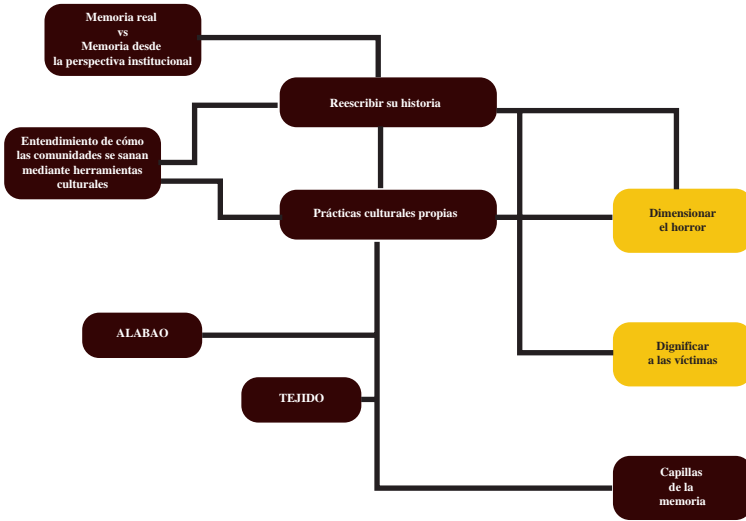 Memoria real
vs
Memoria desde
la perspectiva institucional
Reescribir su historia
Entendimiento de cómo
las comunidades se sanan
mediante herramientas
culturales
Prácticas culturales propias
Dimensionar
el horror
ALABAO
Dignificar
a las víctimas
TEJIDO
Capillas
de la
memoria